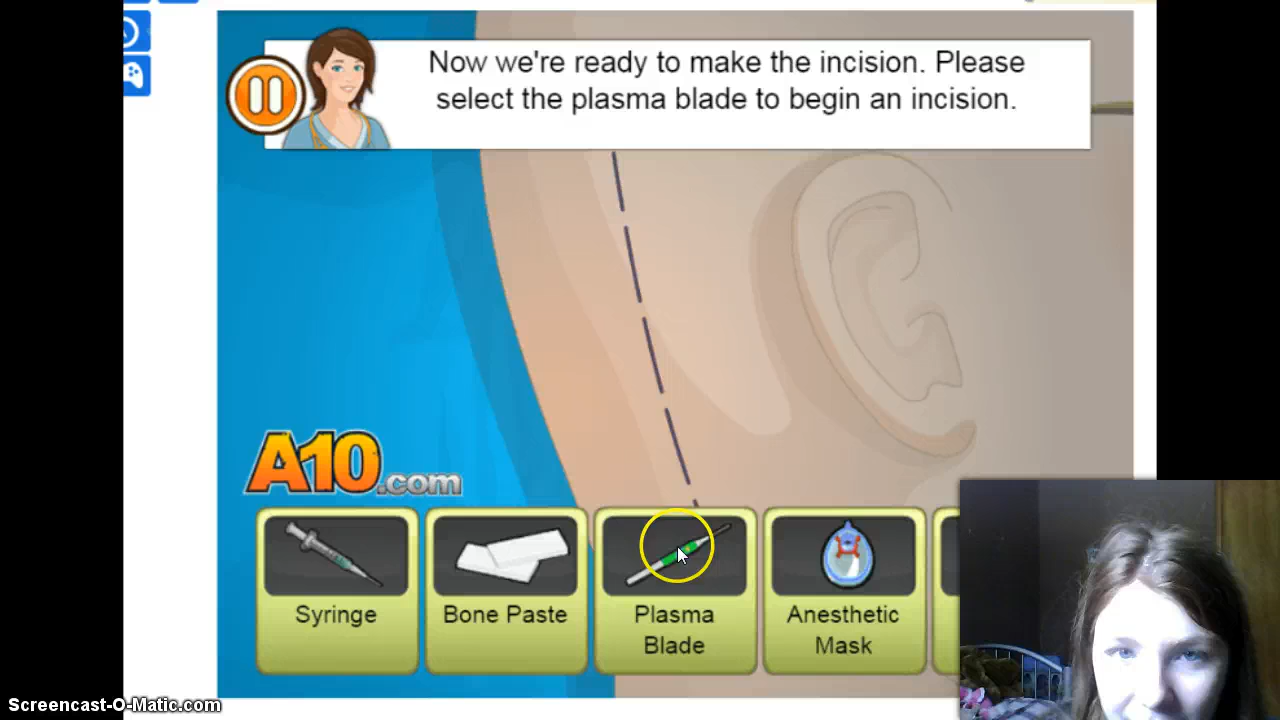 Now we're ready to make the incision. Please
select the plasma blade to begin an incision.
A10.com
Syringe
Bone Paste
Plasma
Blade
Anesthetic
Mask
Screencast-O-Matic.com